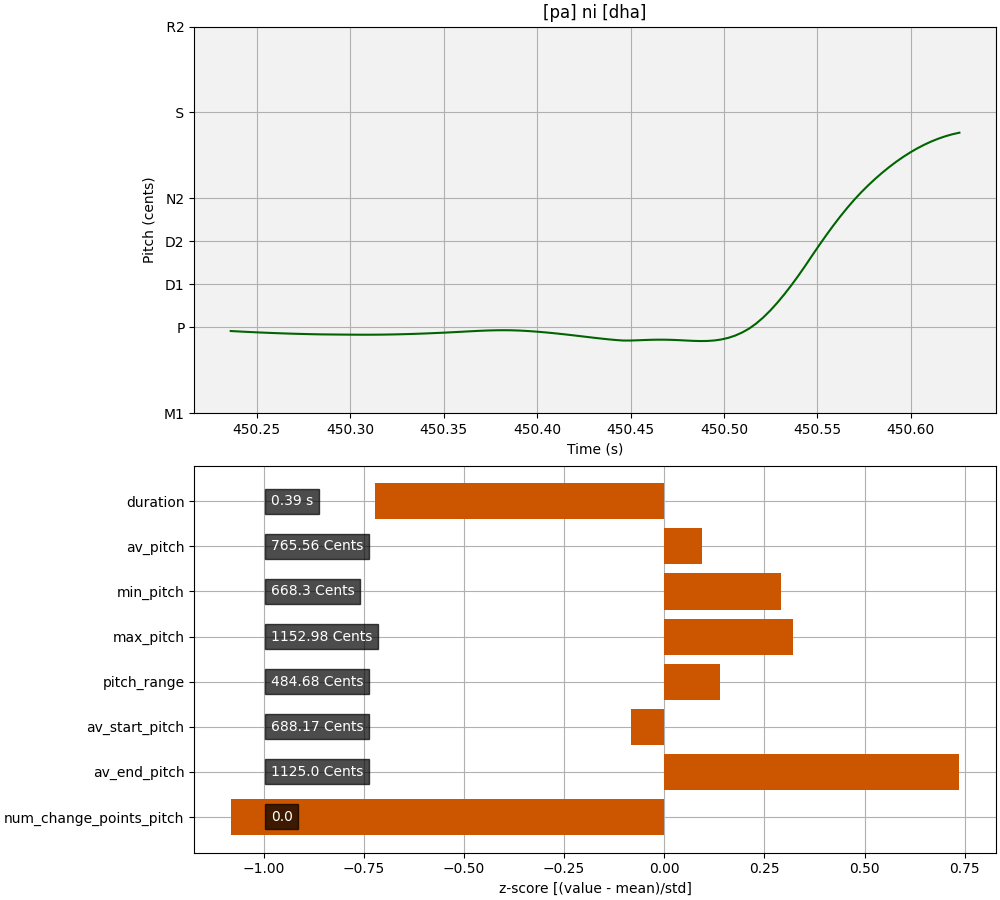 [pa] ni [dha]
R2
S
N2
D2
D1
P
M1
Pitch (cents)
450.25 450.30 450.35 450.40 450.45 450.50 450.55 450.60
Time (s)
duration 0.39 s
av_pitch 765.56 Cents
min_pitch 668.3 Cents
max_pitch 1152.98 Cents
pitch_range 484.68 Cents
av_start_pitch 688.17 Cents
av_end_pitch 1125.0 Cents
num_change_points_pitch 0.0
−1.00 −0.75 −0.50 −0.25 0.00 0.25 0.50 0.75
z-score [(value - mean)/std]